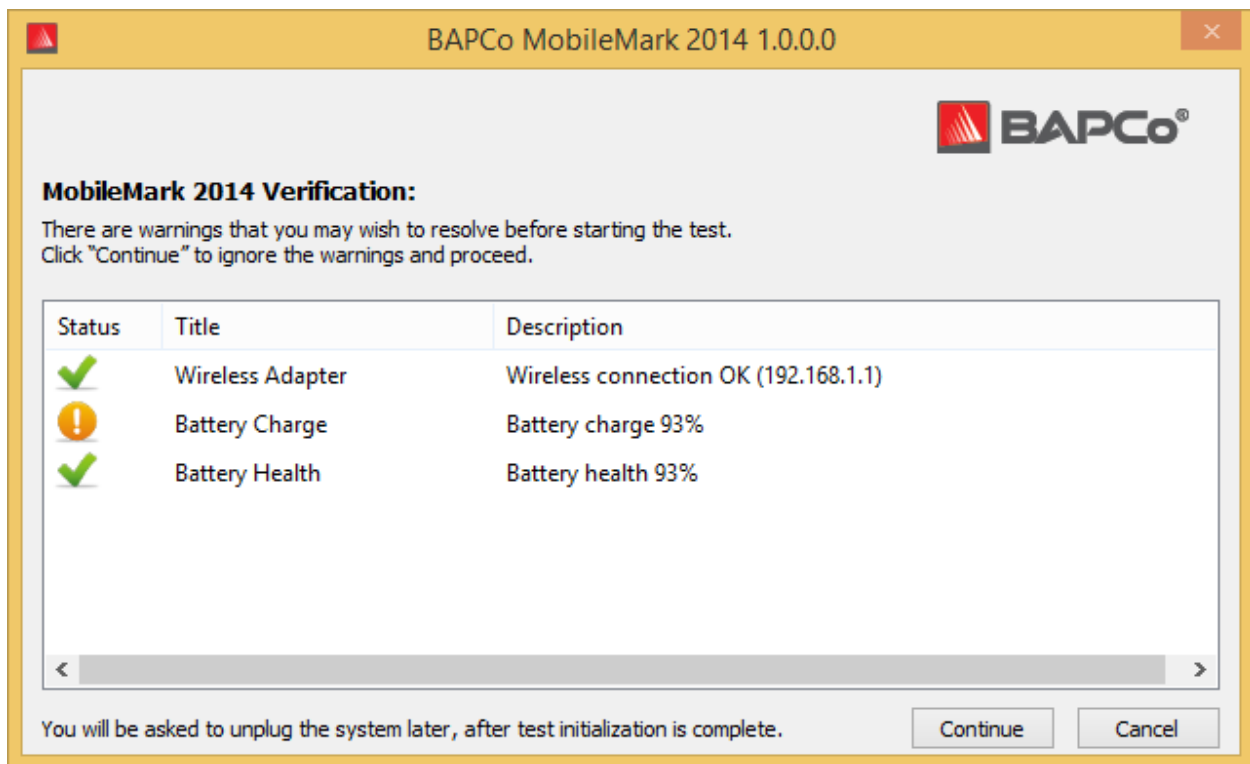 BAPCo MobileMark 2014 1.0.0.0
BAPCo®
MobileMark 2014 Verification:
There are warnings that you may wish to resolve before starting the test.
Click “Continue” to ignore the warnings and proceed.
Status Title Description
Wireless Adapter Wireless connection OK (192.168.1.1)
Battery Charge Battery charge 93%
Battery Health Battery health 93%
You will be asked to unplug the system later, after test initialization is complete. Continue Cancel